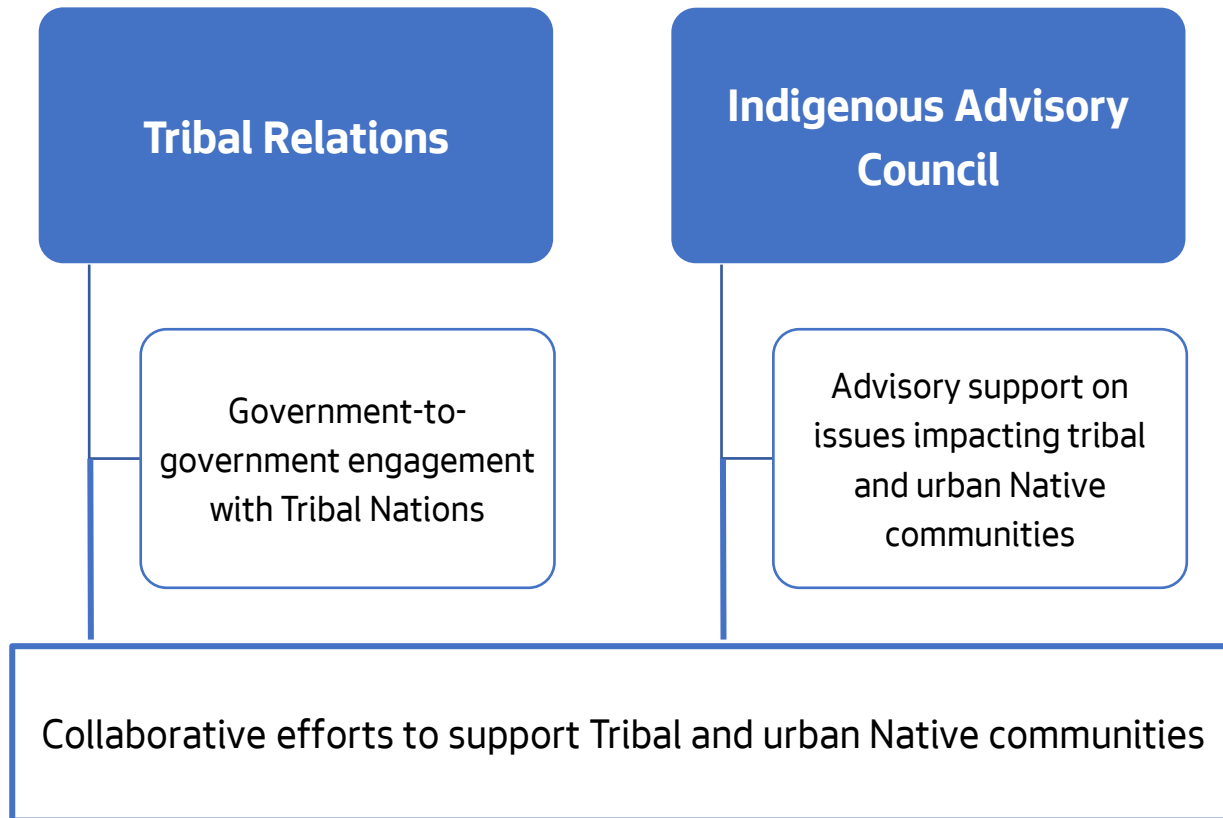 Tribal Relations
Indigenous Advisory
Council
Government-to-
government engagement
with Tribal Nations
Advisory support on
issues impacting tribal
and urban Native
communities
Collaborative efforts to support Tribal and urban Native communities